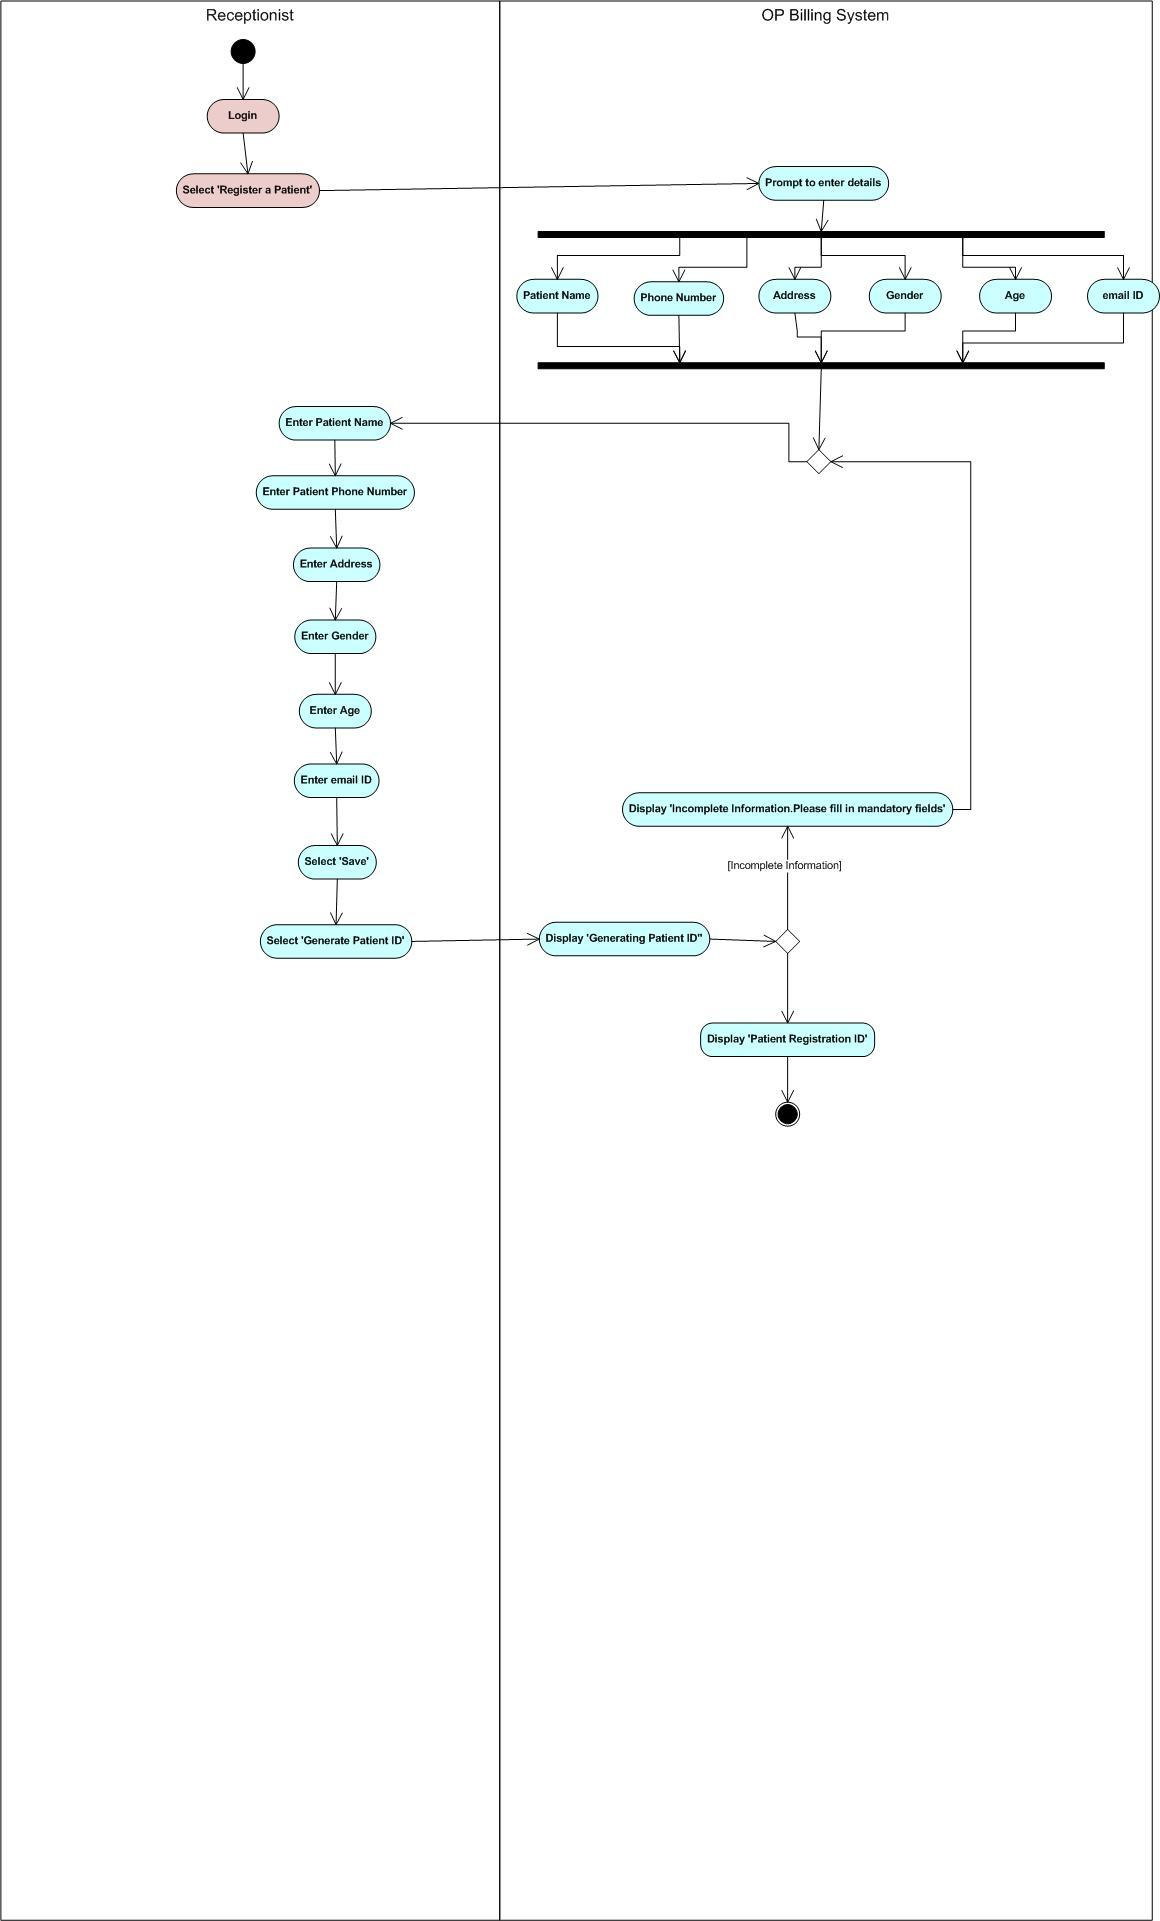 Receptionist
OP Billing System
Login
Select 'Register a Patient'
Prompt to enter details
Patient Name
Phone Number
Address
Gender
Age
email ID
Enter Patient Name
Enter Patient Phone Number
Enter Address
Enter Gender
Enter Age
Enter email ID
Display 'Incomplete Information.Please fill in mandatory fields'
Select 'Save'
[Incomplete Information]
Select 'Generate Patient ID'
Display 'Generating Patient ID"
Display 'Patient Registration ID'